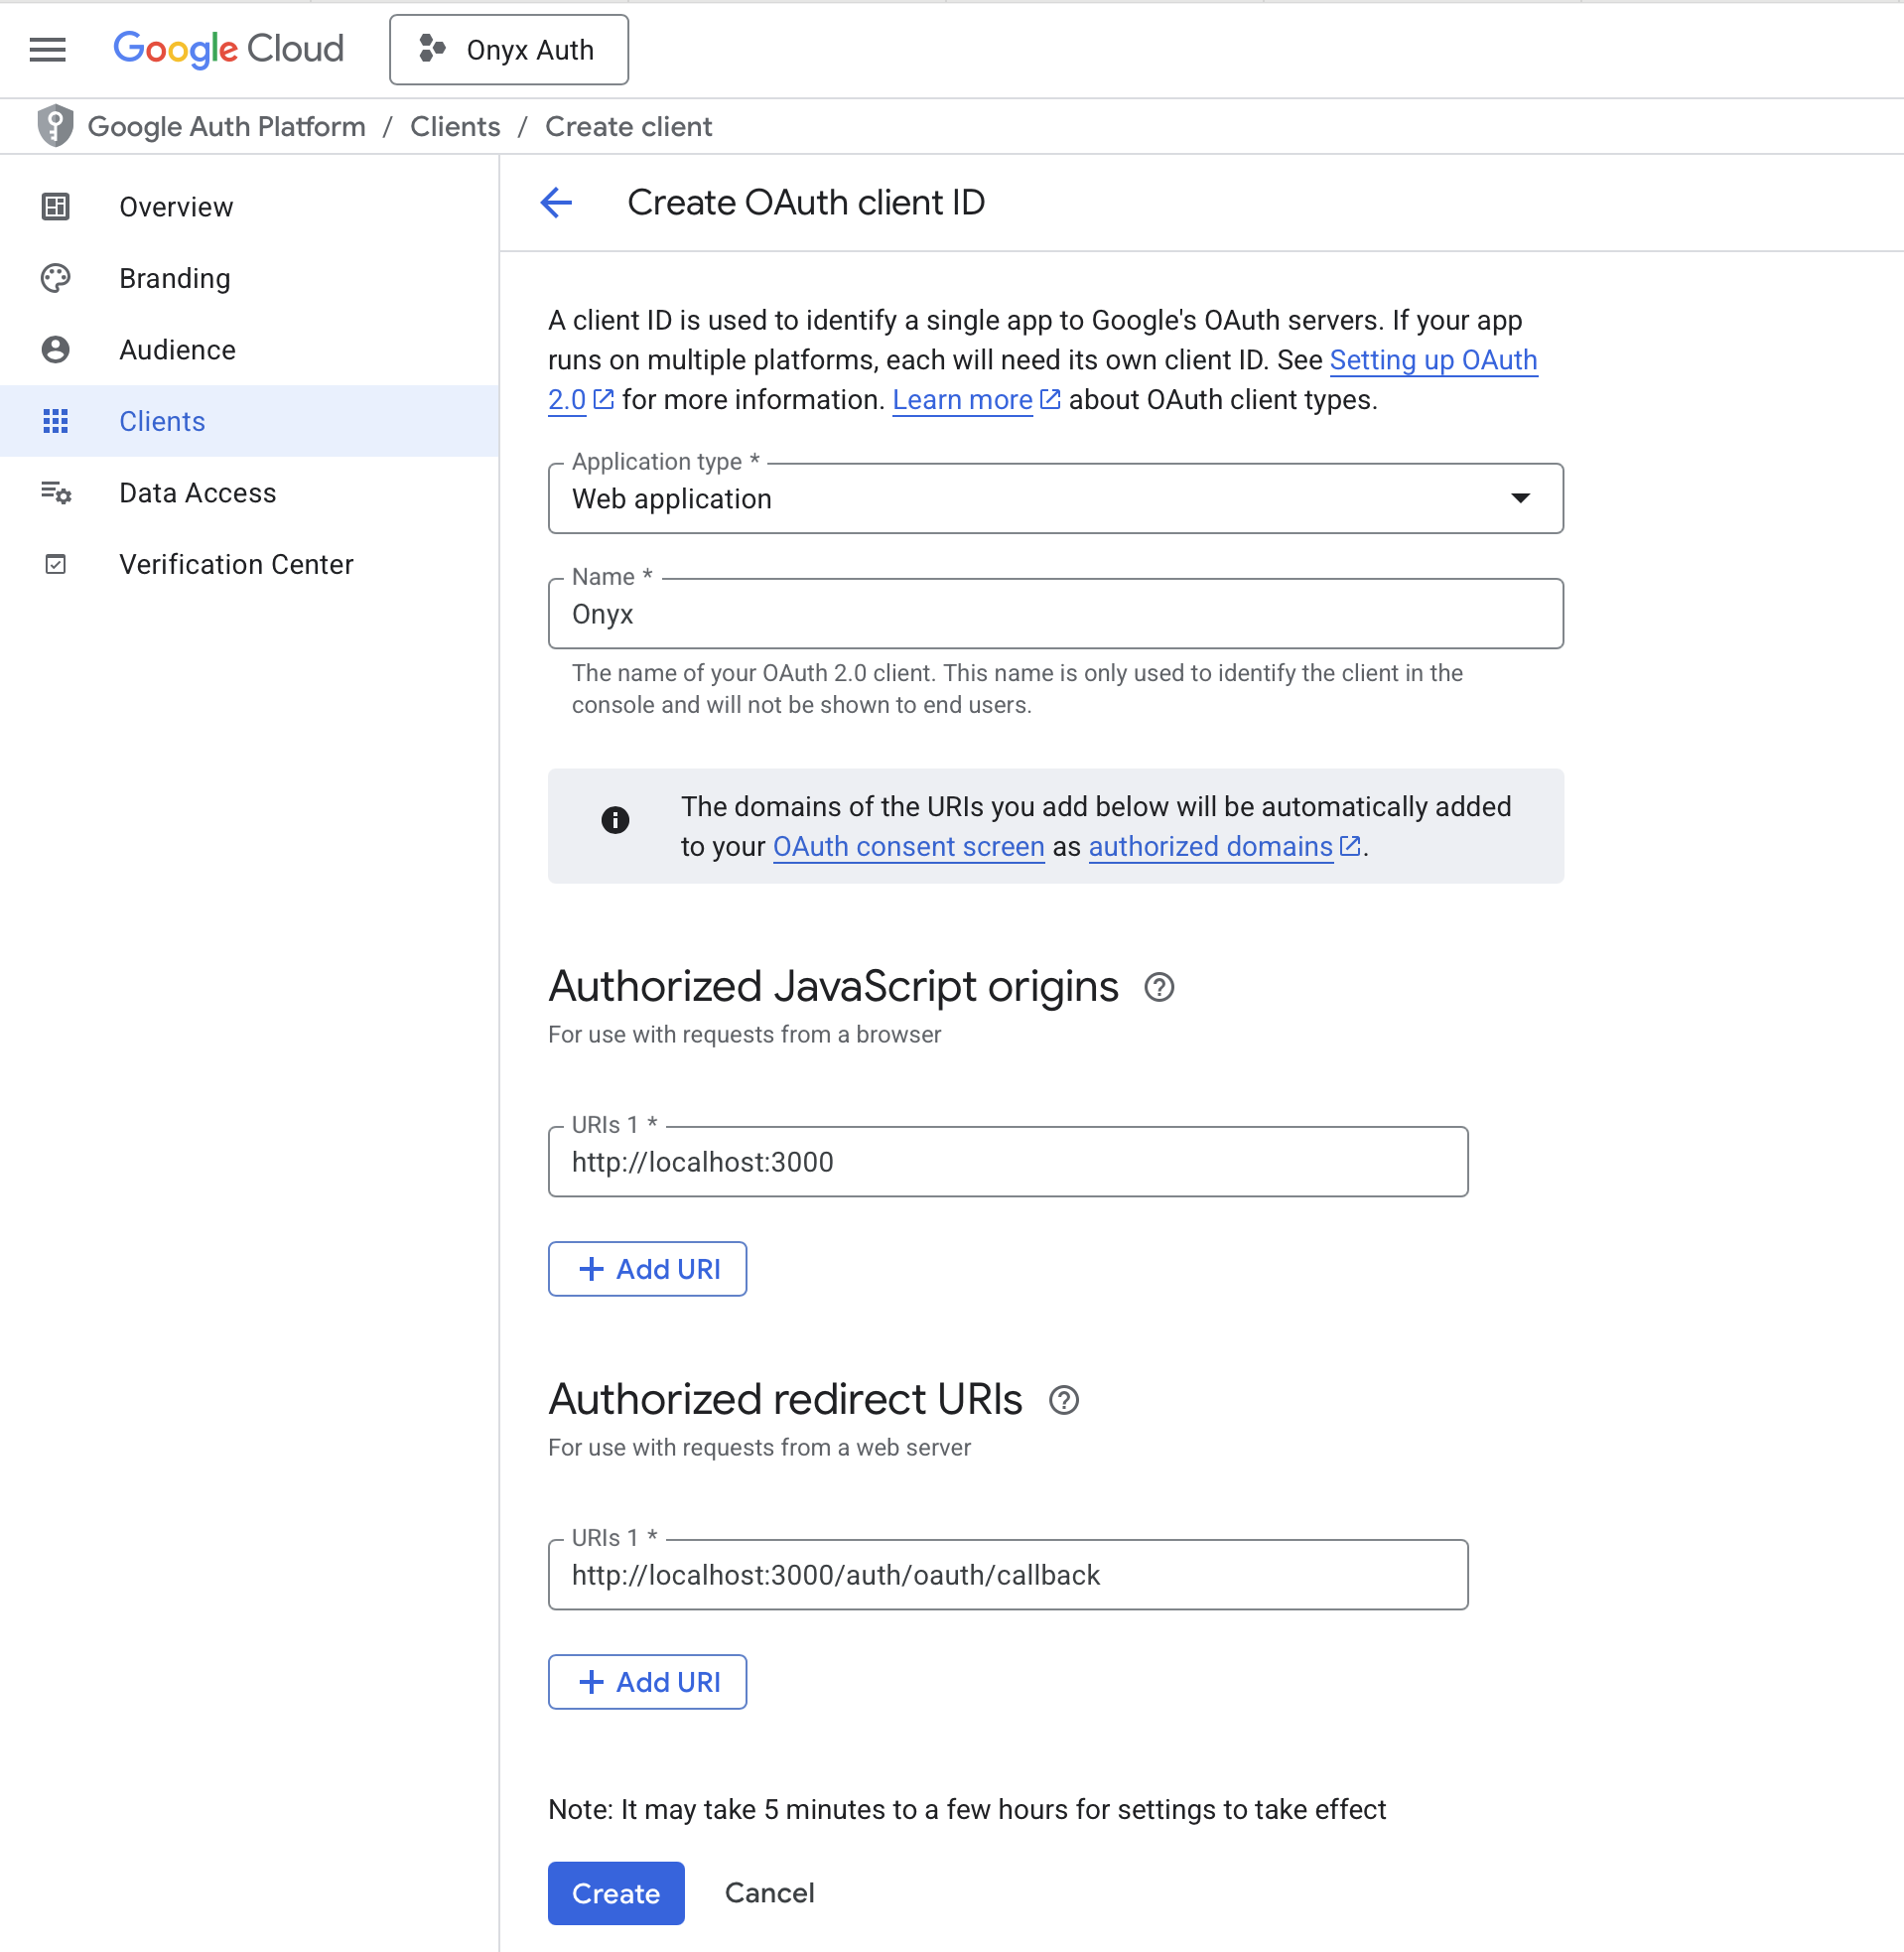 Google Cloud
Onyx Auth
Google Auth Platform / Clients / Create client
Overview
Branding
Audience
Clients
Data Access
Verification Center
Create OAuth client ID
A client ID is used to identify a single app to Google's OAuth servers. If your app
runs on multiple platforms, each will need its own client ID. See Setting up OAuth
2.0 for more information. Learn more about OAuth client types.
Application type *
Web application
Name *
Onyx
The name of your OAuth 2.0 client. This name is only used to identify the client in the
console and will not be shown to end users.
The domains of the URIs you add below will be automatically added
to your OAuth consent screen as authorized domains.
Authorized JavaScript origins
For use with requests from a browser
URIs 1 *
http://localhost:3000
+ Add URI
Authorized redirect URIs
For use with requests from a web server
URIs 1 *
http://localhost:3000/auth/oauth/callback
+ Add URI
Note: It may take 5 minutes to a few hours for settings to take effect
Create
Cancel